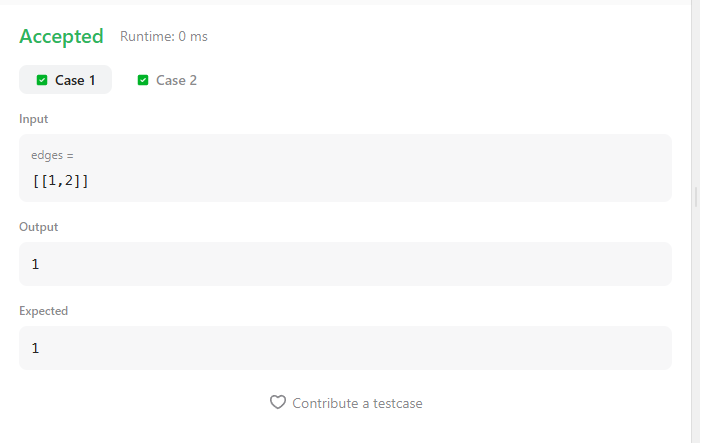 Accepted Runtime: 0 ms
Case 1 Case 2
Input
edges =
[[1,2]]
Output
1
Expected
1
Contribute a testcase